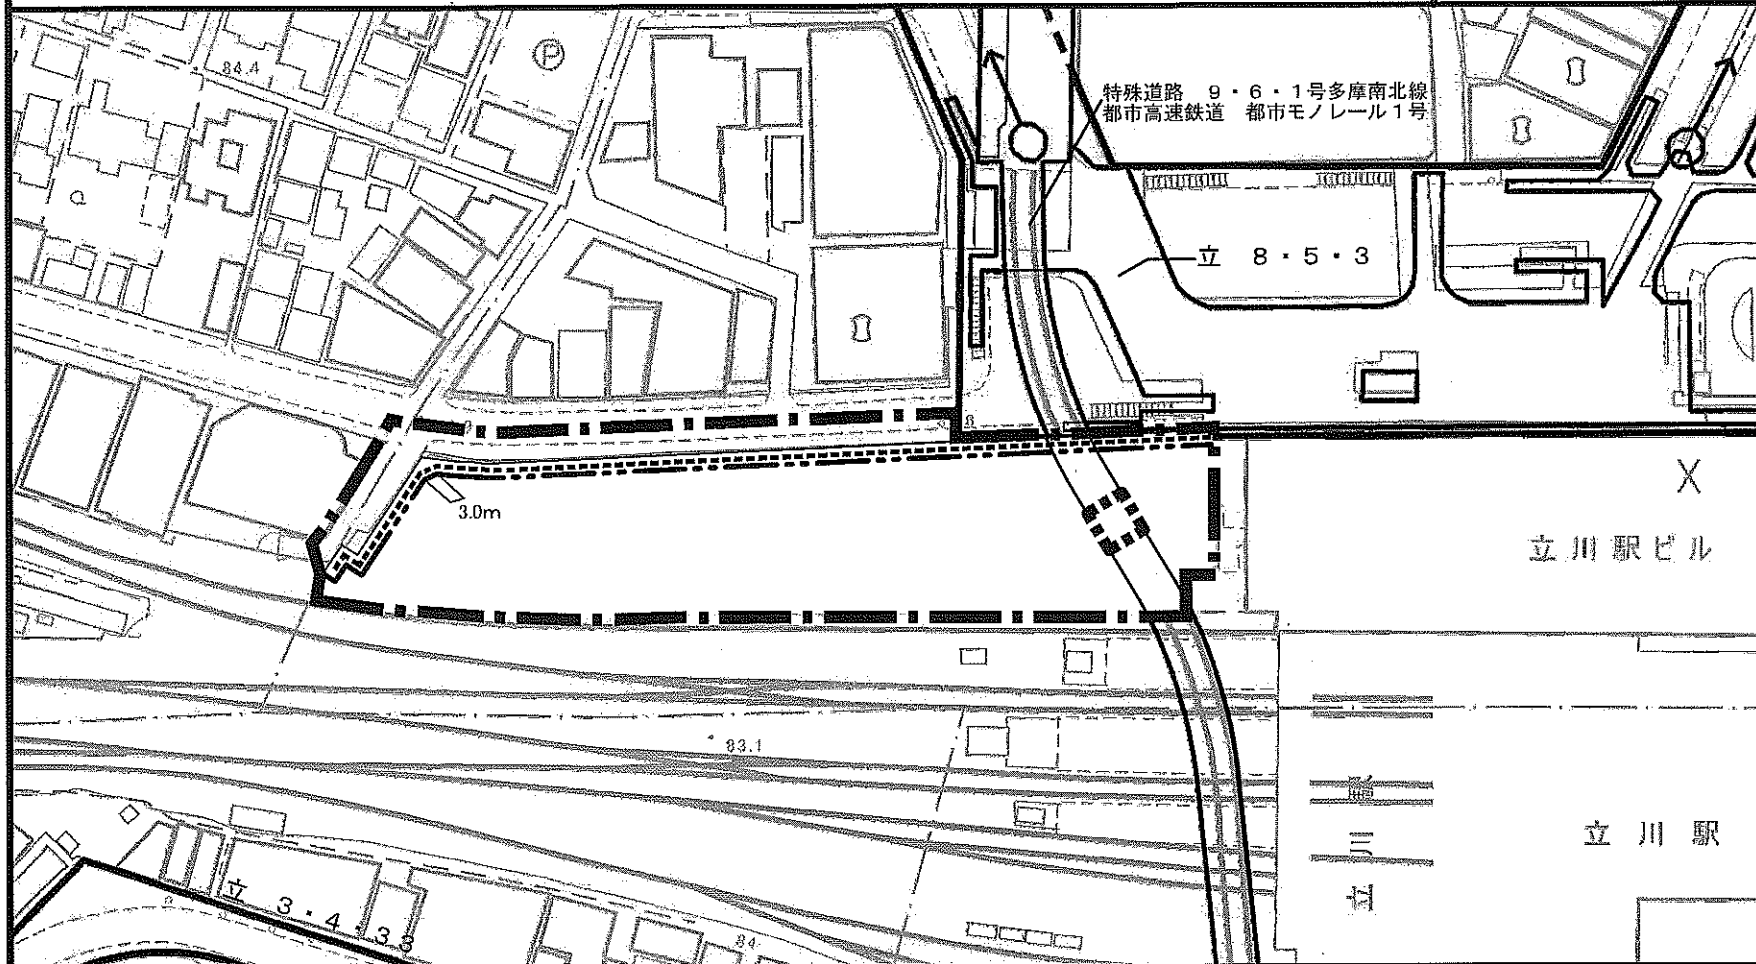 84.4
P
特殊道路 9・6・1号多摩南北線
都市高速鉄道 都市モノレール1号
立 8・5・3
3.0m
立川駅ビル
83.1
立川駅
立 3・4・38
84